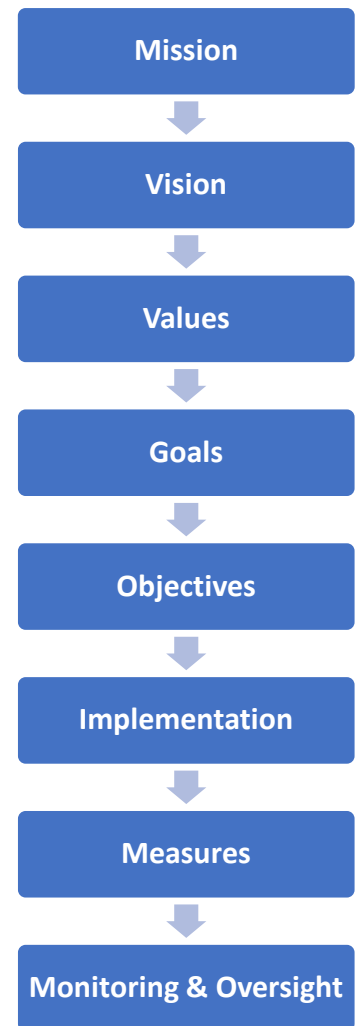 Mission
Vision
Values
Goals
Objectives
Implementation
Measures
Monitoring & Oversight